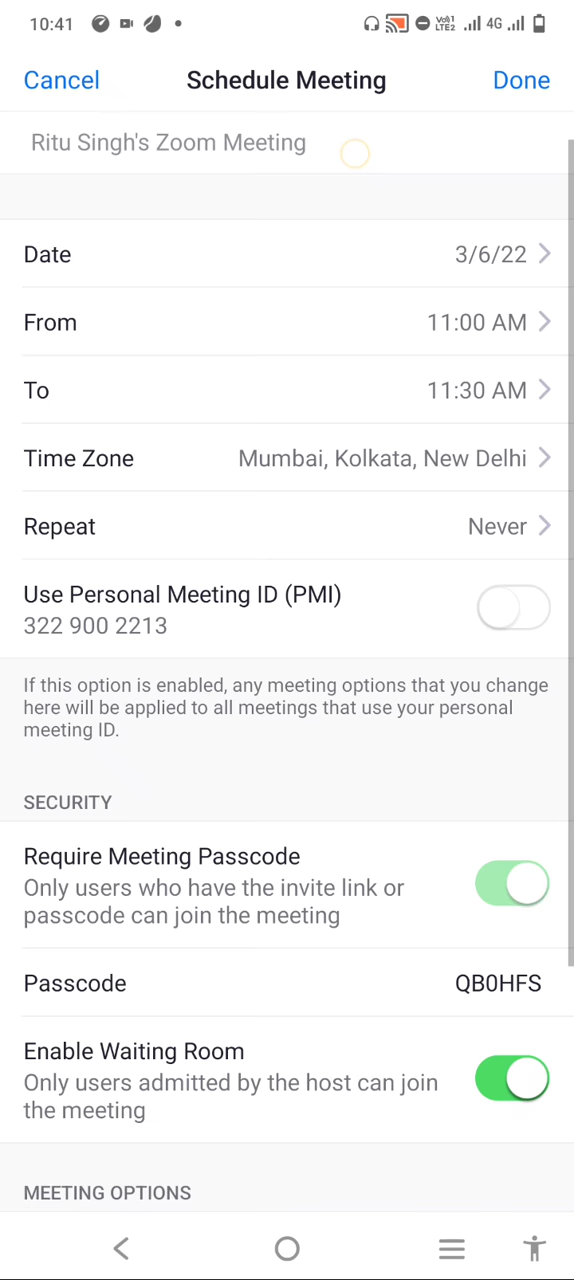 10:41 Vo))1 LTE2 4G
Cancel Schedule Meeting Done
Ritu Singh's Zoom Meeting
Date 3/6/22
From 11:00 AM
To 11:30 AM
Time Zone Mumbai, Kolkata, New Delhi
Repeat Never
Use Personal Meeting ID (PMI)
322 900 2213
If this option is enabled, any meeting options that you change
here will be applied to all meetings that use your personal
meeting ID.
SECURITY
Require Meeting Passcode
Only users who have the invite link or
passcode can join the meeting
Passcode QB0HFS
Enable Waiting Room
Only users admitted by the host can join
the meeting
MEETING OPTIONS